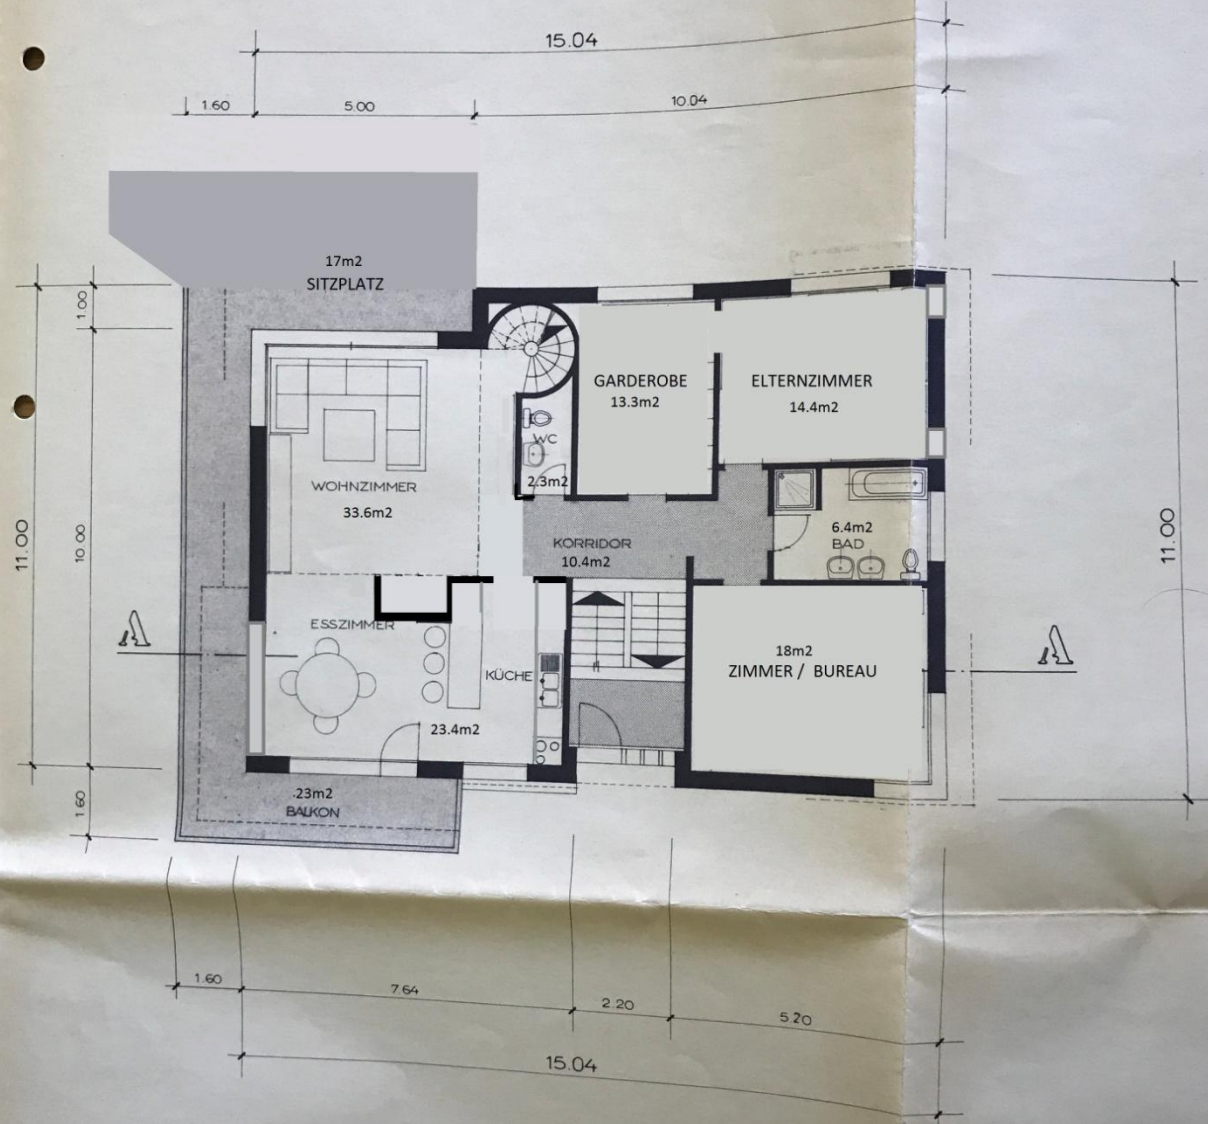 15.04
1.60
5.00
10.04
17m2
SITZPLATZ
1.00
GARDEROBE
13.3m2
ELTERNZIMMER
14.4m2
WC
2.3m2
WOHNZIMMER
33.6m2
11.00
10.00
11.00
KORRIDOR
10.4m2
6.4m2
BAD
ESSZIMMER
A
A
18m2
ZIMMER / BUREAU
KÜCHE
23.4m2
.23m2
BALKON
1.60
1.60
7.64
2.20
5.20
15.04